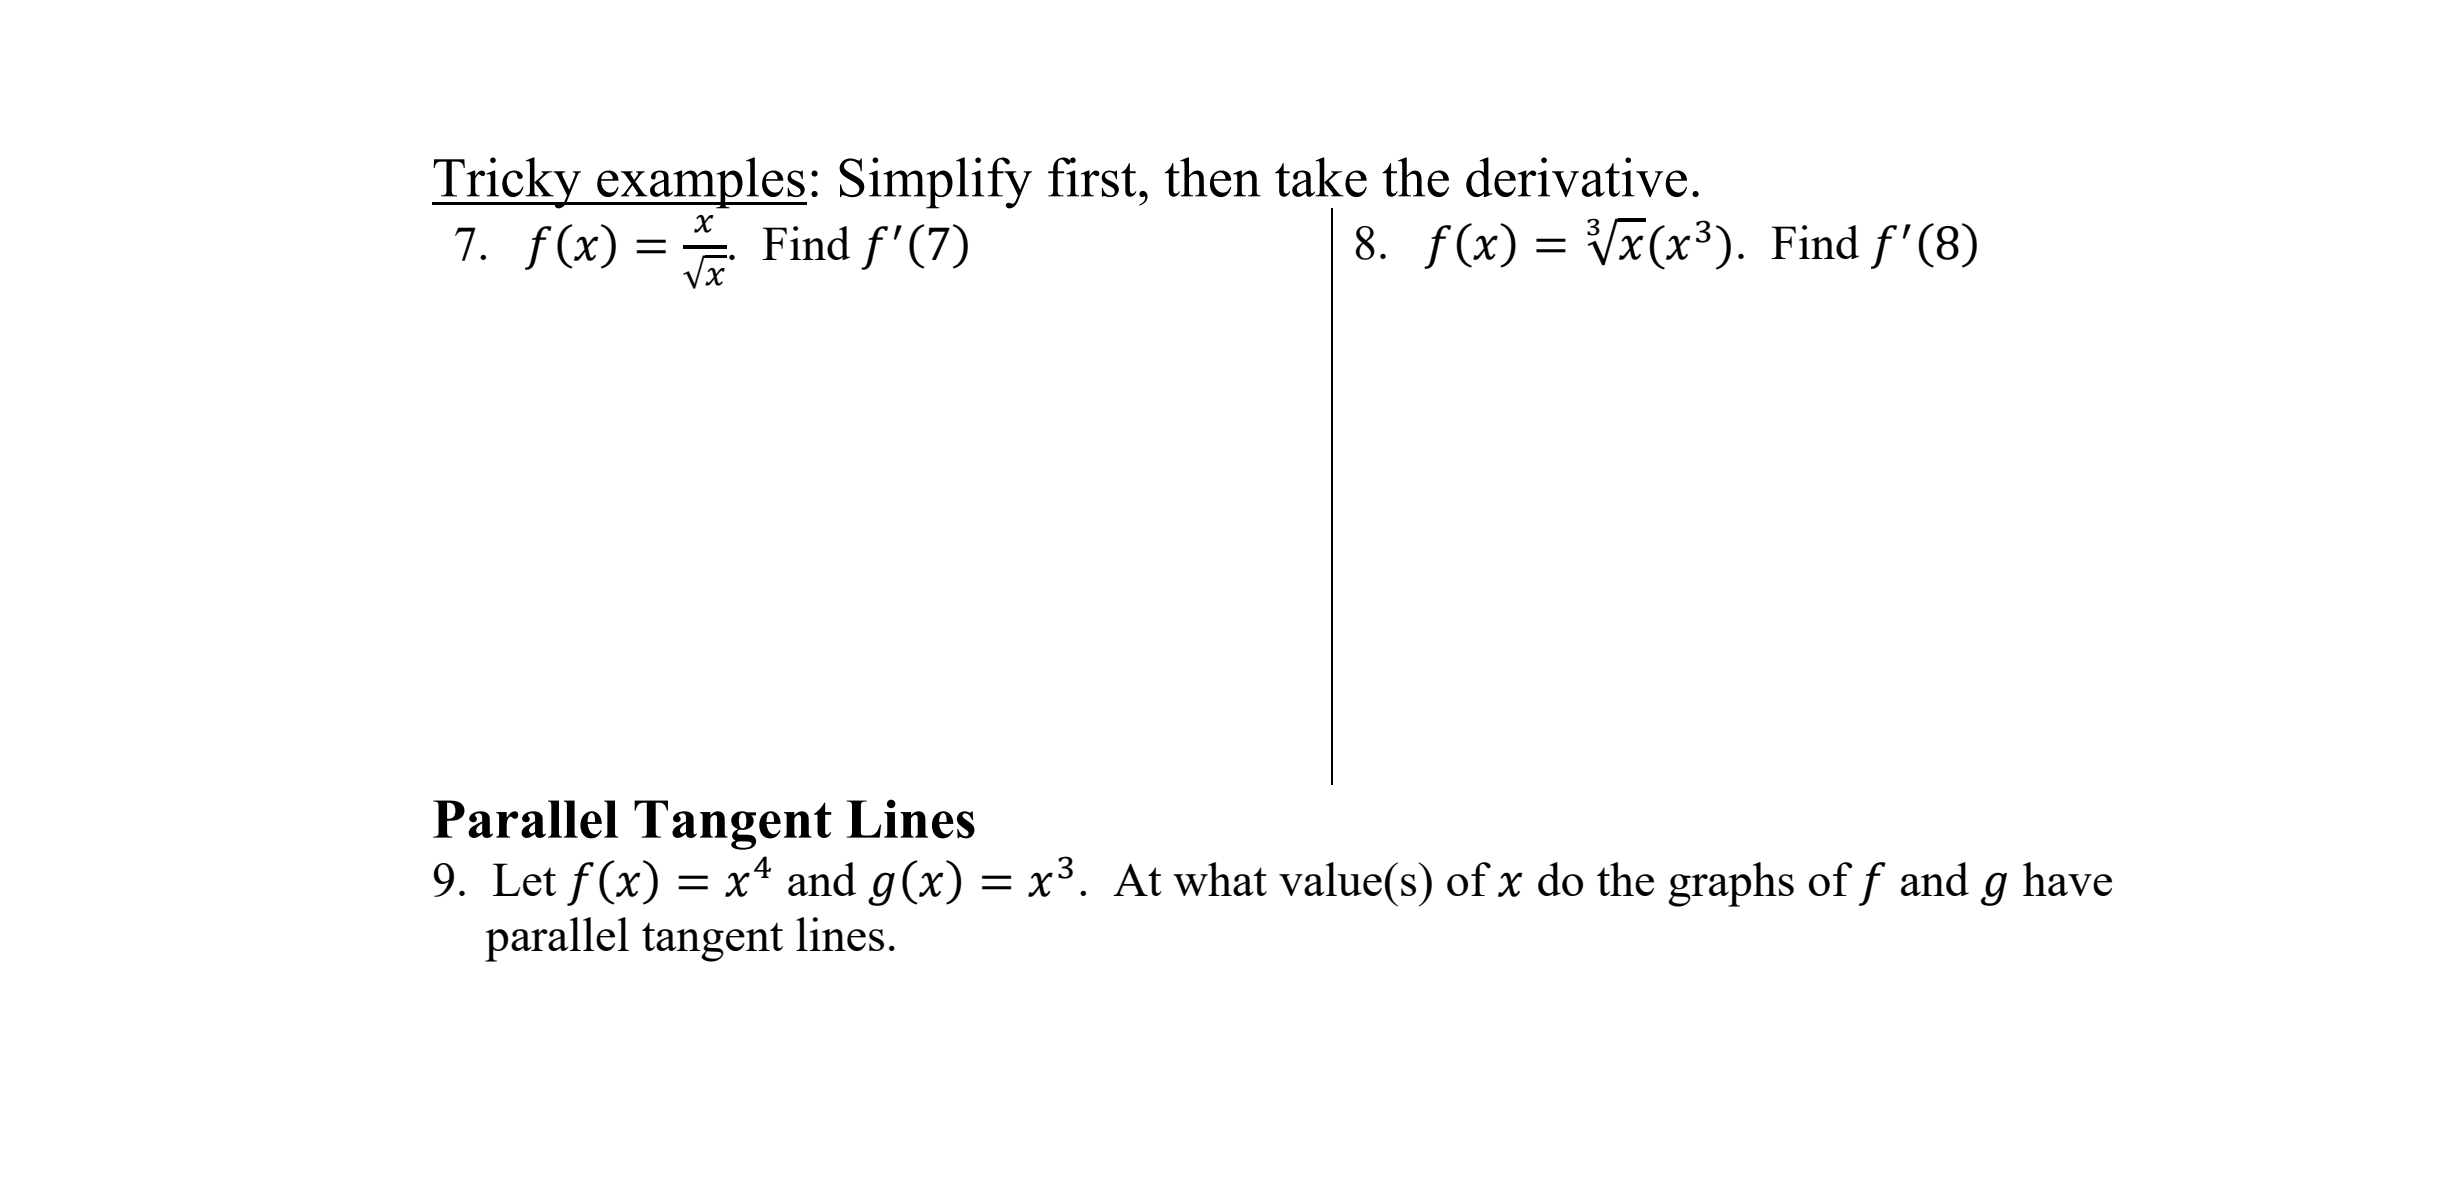 Tricky examples: Simplify first, then take the derivative.
7. f(x) = x/√x. Find f′(7)
8. f(x) = ∛x(x³). Find f′(8)
Parallel Tangent Lines
9. Let f(x) = x⁴ and g(x) = x³. At what value(s) of x do the graphs of f and g have
parallel tangent lines.